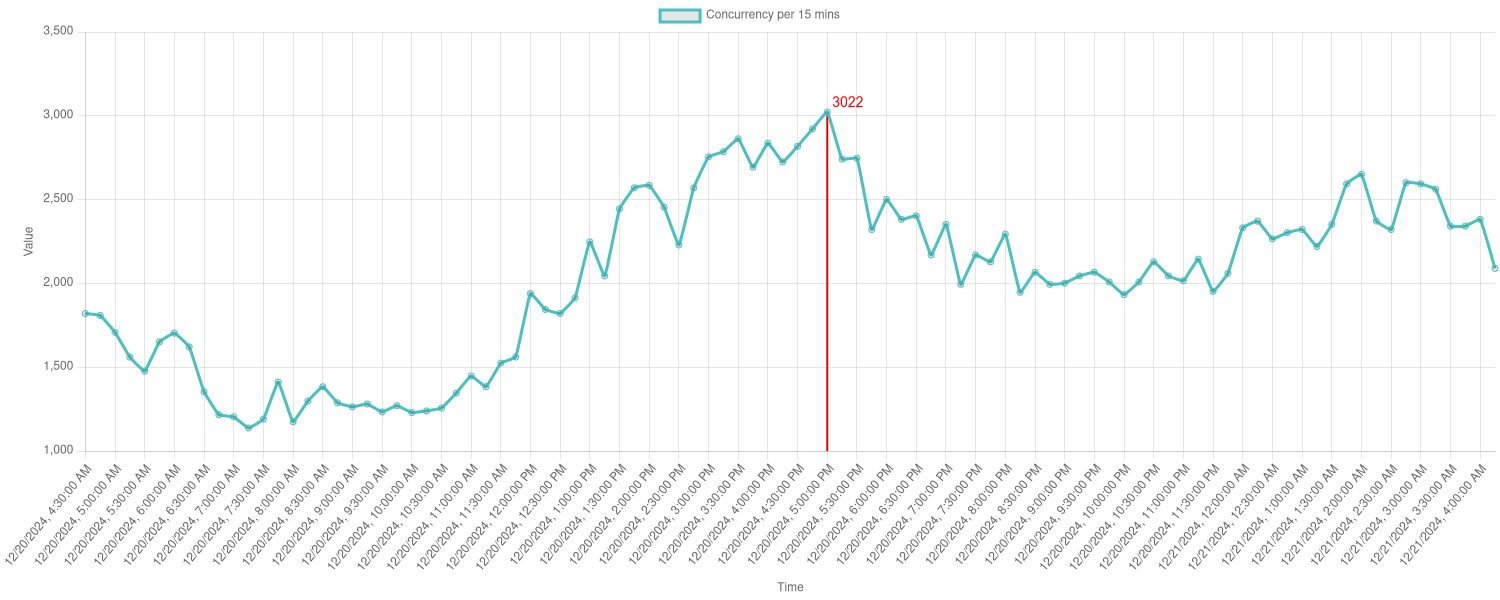 Concurrency per 15 mins
3,500
3,000
2,500
2,000
1,500
1,000
Value
3022
12/20/2024, 4:30:00 AM
12/20/2024, 5:00:00 AM
12/20/2024, 5:30:00 AM
12/20/2024, 6:00:00 AM
12/20/2024, 6:30:00 AM
12/20/2024, 7:00:00 AM
12/20/2024, 7:30:00 AM
12/20/2024, 8:00:00 AM
12/20/2024, 8:30:00 AM
12/20/2024, 9:00:00 AM
12/20/2024, 9:30:00 AM
12/20/2024, 10:00:00 AM
12/20/2024, 10:30:00 AM
12/20/2024, 11:00:00 AM
12/20/2024, 11:30:00 AM
12/20/2024, 12:00:00 PM
12/20/2024, 12:30:00 PM
12/20/2024, 1:00:00 PM
12/20/2024, 1:30:00 PM
12/20/2024, 2:00:00 PM
12/20/2024, 2:30:00 PM
12/20/2024, 3:00:00 PM
12/20/2024, 3:30:00 PM
12/20/2024, 4:00:00 PM
12/20/2024, 4:30:00 PM
12/20/2024, 5:00:00 PM
12/20/2024, 5:30:00 PM
12/20/2024, 6:00:00 PM
12/20/2024, 6:30:00 PM
12/20/2024, 7:00:00 PM
12/20/2024, 7:30:00 PM
12/20/2024, 8:00:00 PM
12/20/2024, 8:30:00 PM
12/20/2024, 9:00:00 PM
12/20/2024, 9:30:00 PM
12/20/2024, 10:00:00 PM
12/20/2024, 10:30:00 PM
12/20/2024, 11:00:00 PM
12/20/2024, 11:30:00 PM
12/21/2024, 12:00:00 AM
12/21/2024, 12:30:00 AM
12/21/2024, 1:00:00 AM
12/21/2024, 1:30:00 AM
12/21/2024, 2:00:00 AM
12/21/2024, 2:30:00 AM
12/21/2024, 3:00:00 AM
12/21/2024, 3:30:00 AM
12/21/2024, 4:00:00 AM
Time